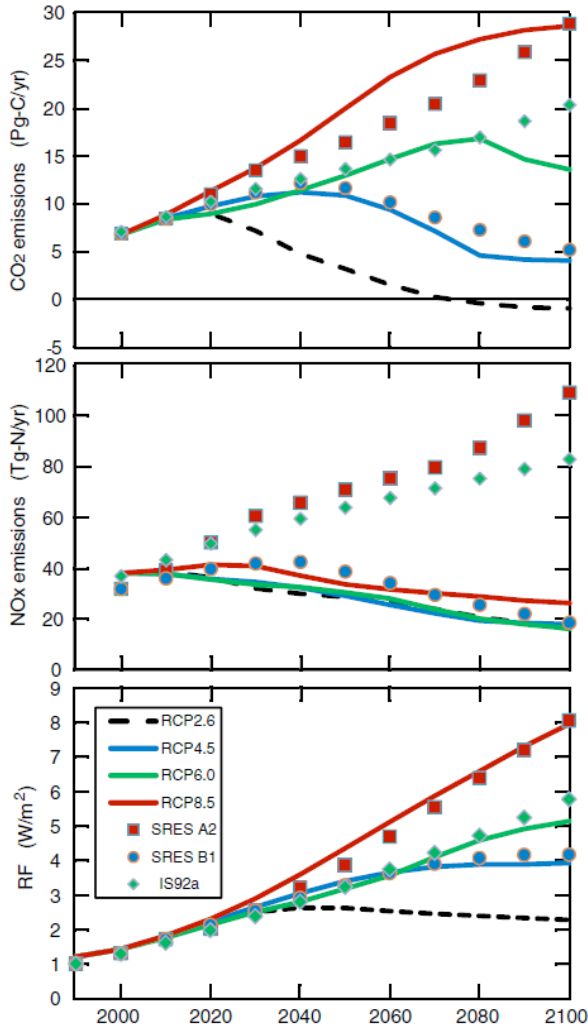 30
25
20
15
10
5
0
-5
CO2 emissions (Pg-C/yr)
120
100
80
60
40
20
0
NOx emissions (Tg-N/yr)
9
8
7
6
5
4
3
2
1
0
RF (W/m²)
RCP2.6
RCP4.5
RCP6.0
RCP8.5
SRES A2
SRES B1
IS92a
2000 2020 2040 2060 2080 2100